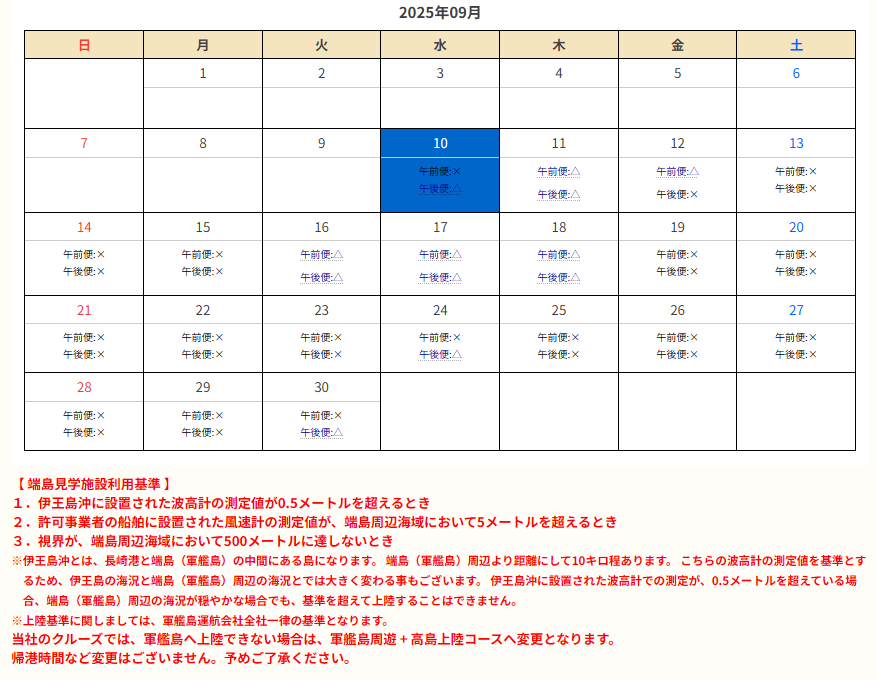 2025年09月
日 月 火 水 木 金 土
1 2 3 4 5 6
7 8 9 10 11 12 13
午前便:× 午前便:△ 午前便:△ 午前便:×
午後便:△ 午後便:△ 午後便:× 午後便:×
14 15 16 17 18 19 20
午前便:× 午前便:× 午前便:△ 午前便:△ 午前便:△ 午前便:× 午前便:×
午後便:× 午後便:× 午後便:△ 午後便:△ 午後便:△ 午後便:× 午後便:×
21 22 23 24 25 26 27
午前便:× 午前便:× 午前便:× 午前便:× 午前便:× 午前便:× 午前便:×
午後便:× 午後便:× 午後便:× 午後便:△ 午後便:× 午後便:× 午後便:×
28 29 30
午前便:× 午前便:× 午前便:×
午後便:× 午後便:× 午後便:△
【 端島見学施設利用基準 】
１．伊王島沖に設置された波高計の測定値が0.5メートルを超えるとき
２．許可事業者の船舶に設置された風速計の測定値が、端島周辺海域において5メートルを超えるとき
３．視界が、端島周辺海域において500メートルに達しないとき
※伊王島沖とは、長崎港と端島（軍艦島）の中間にある島になります。 端島（軍艦島）周辺より距離にして10キロ程あります。 こちらの波高計の測定値を基準とす
るため、伊王島の海況と端島（軍艦島）周辺の海況とでは大きく変わる事もございます。 伊王島沖に設置された波高計での測定が、0.5メートルを超えている場
合、端島（軍艦島）周辺の海況が穏やかな場合でも、基準を超えて上陸することはできません。
※上陸基準に関しましては、軍艦島運航会社全社一律の基準となります。
当社のクルーズでは、軍艦島へ上陸できない場合は、軍艦島周遊＋高島上陸コースへ変更となります。
帰港時間など変更はございません。予めご了承ください。